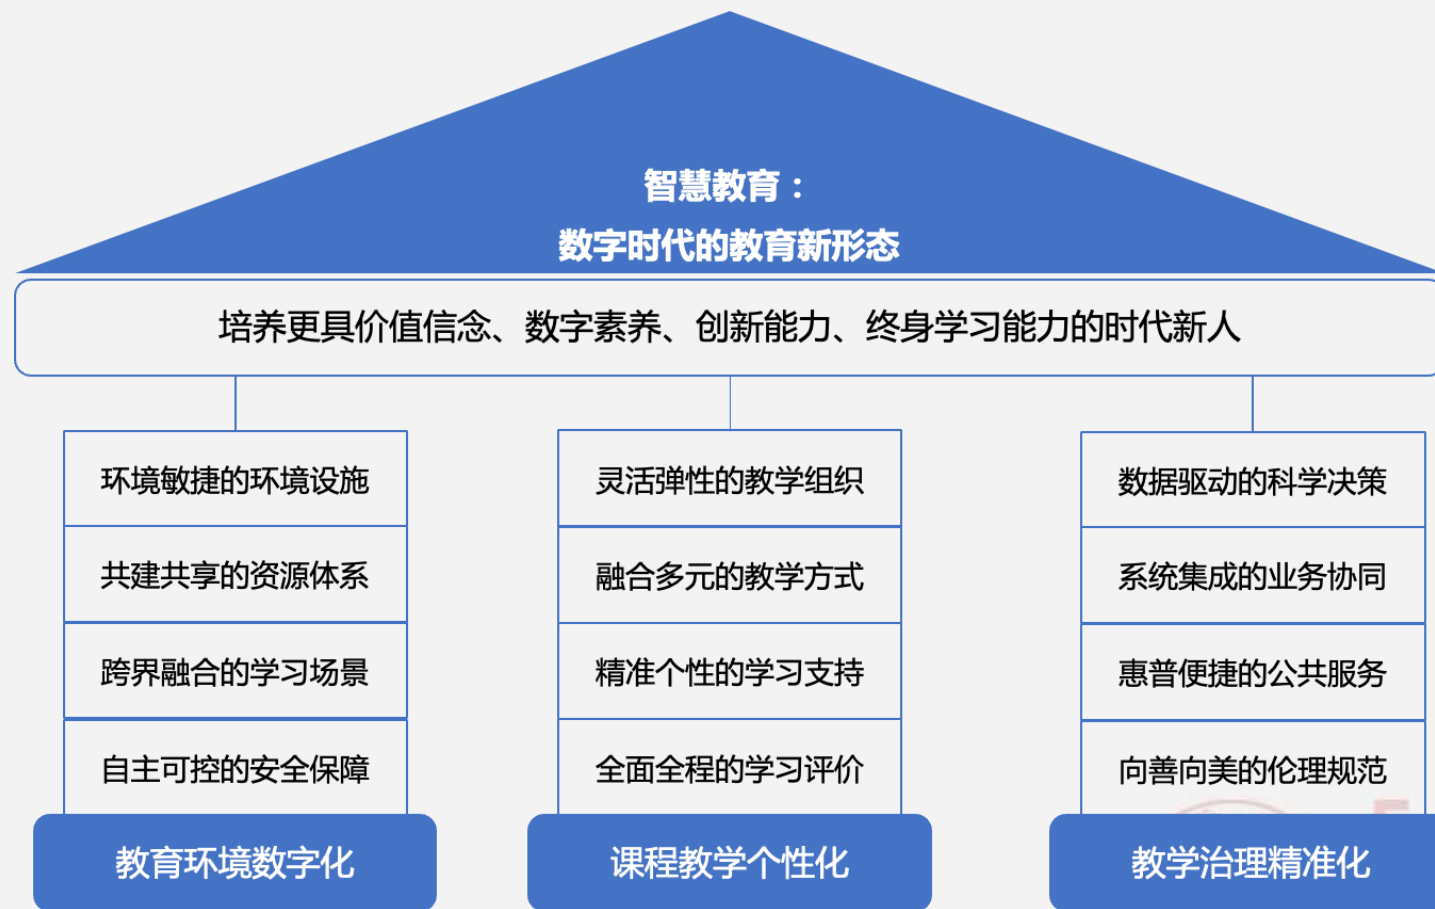 智慧教育：
数字时代的教育新形态
培养更具价值信念、数字素养、创新能力、终身学习能力的时代新人
环境敏捷的环境设施
共建共享的资源体系
跨界融合的学习场景
自主可控的安全保障
教育环境数字化
灵活弹性的教学组织
融合多元的教学方式
精准个性的学习支持
全面全程的学习评价
课程教学个性化
数据驱动的科学决策
系统集成的业务协同
惠普便捷的公共服务
向善向美的伦理规范
教学治理精准化